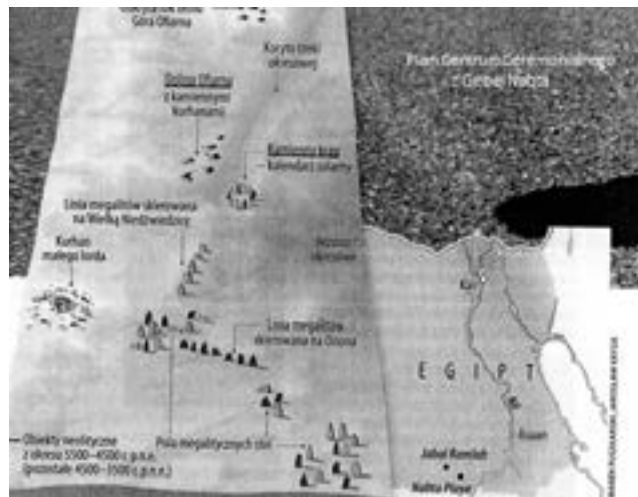 Góra Ofiarna
Koryto rzeki
okresowej
Plan Centrum Ceremonialnego
z Gebel Nabta
Dolina Ofiarna
z kamiennymi
kurhanami
Kamienny krąg
kalendarz solarny
Linia megalitów skierowana
na Wielką Niedźwiedzicę
Kurhan
małego lorda
okresowe
Linia megalitów
skierowana na Oriona
EGIPT
Asuan
Obiekty neolityczne
z okresu 5500–4500 r. p.n.e.
(pozostałe 4500–3500 r. p.n.e.)
Pola megalitycznych stel
Jabal Ramlah
Nabta Playa